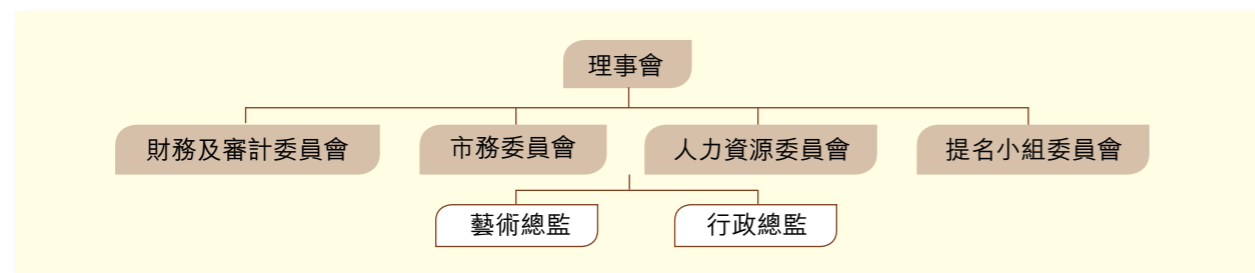 理事會
財務及審計委員會
市務委員會
人力資源委員會
提名小組委員會
藝術總監
行政總監